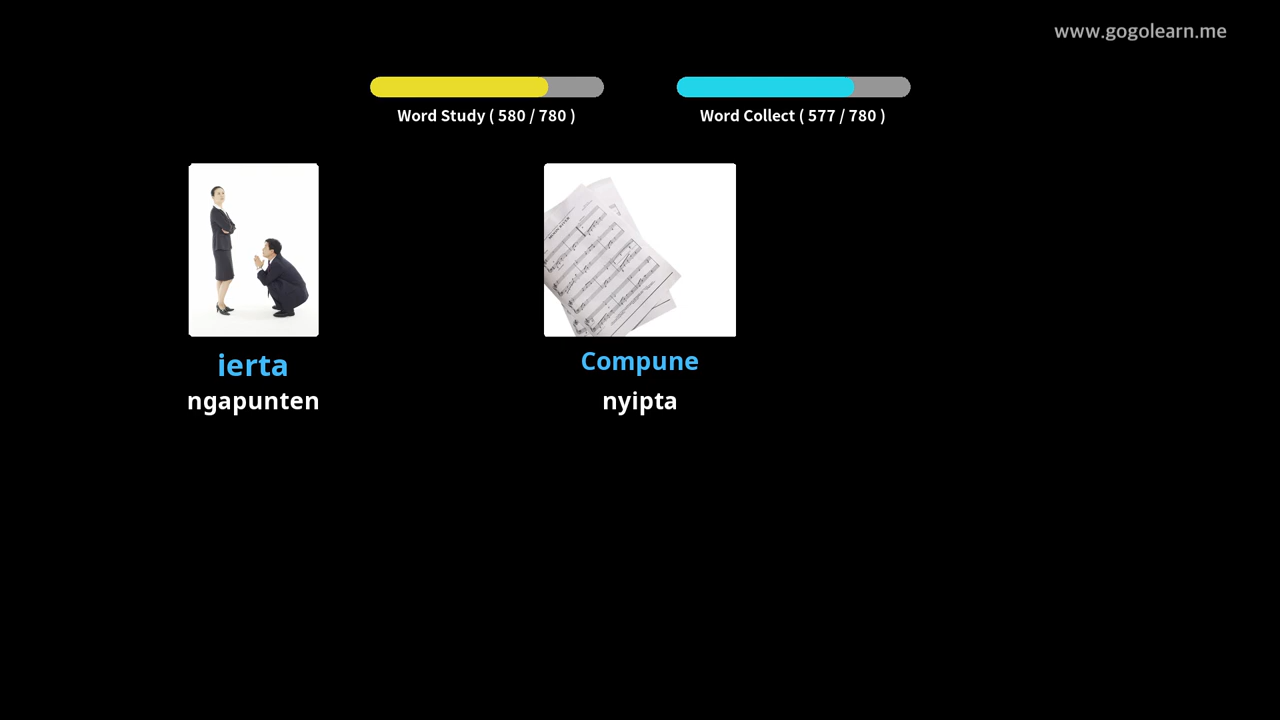 www.gogolearn.me
Word Study ( 580 / 780 )
Word Collect ( 577 / 780 )
ierta
Compune
ngapunten
nyipta